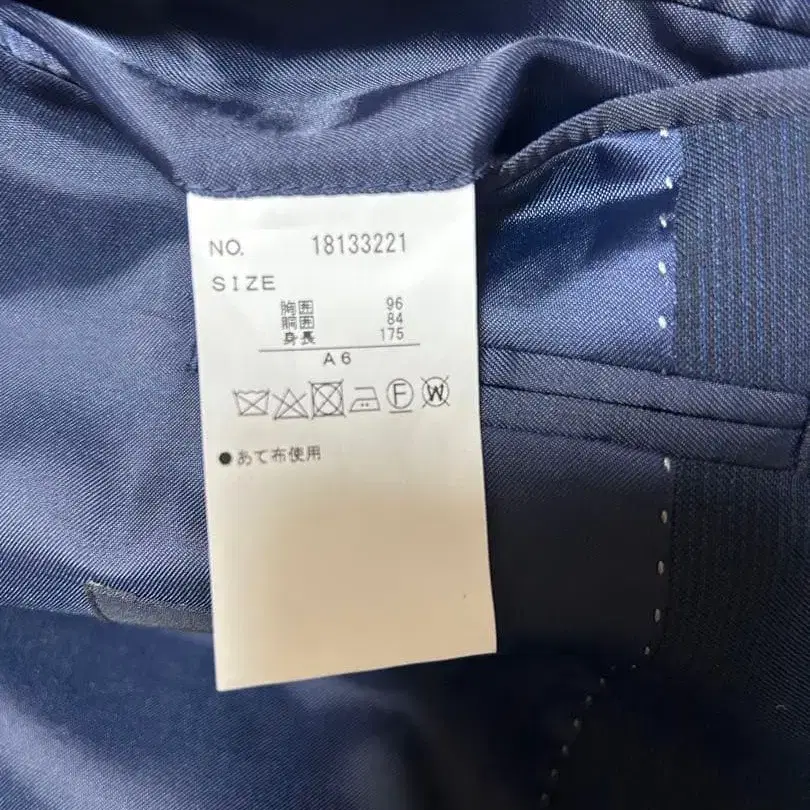 NO. 18133221
SIZE
胸囲 96
胴囲 84
身長 175
A6
F W
●あて布使用